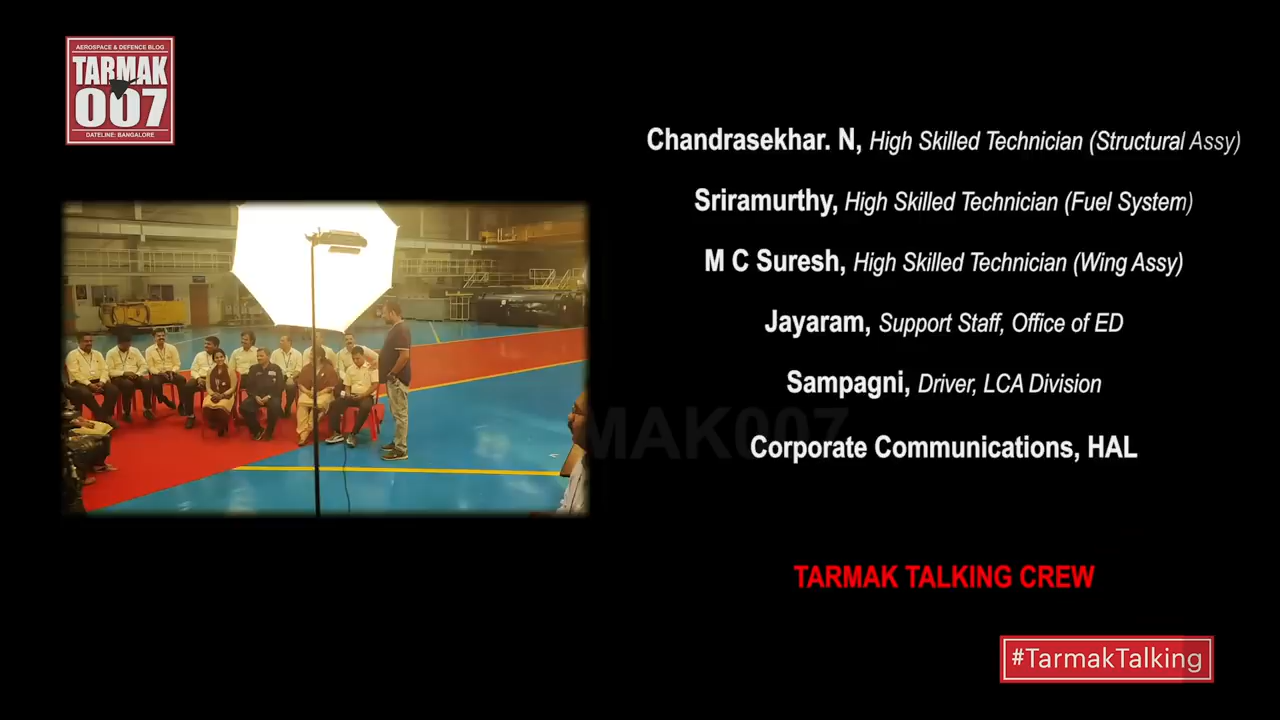 AEROSPACE & DEFENCE BLOG
TARMAK
007
DATELINE: BANGALORE
Chandrasekhar. N, High Skilled Technician (Structural Assy)
Sriramurthy, High Skilled Technician (Fuel System)
M C Suresh, High Skilled Technician (Wing Assy)
Jayaram, Support Staff, Office of ED
Sampagni, Driver, LCA Division
MAK007
Corporate Communications, HAL
TARMAK TALKING CREW
#TarmakTalking